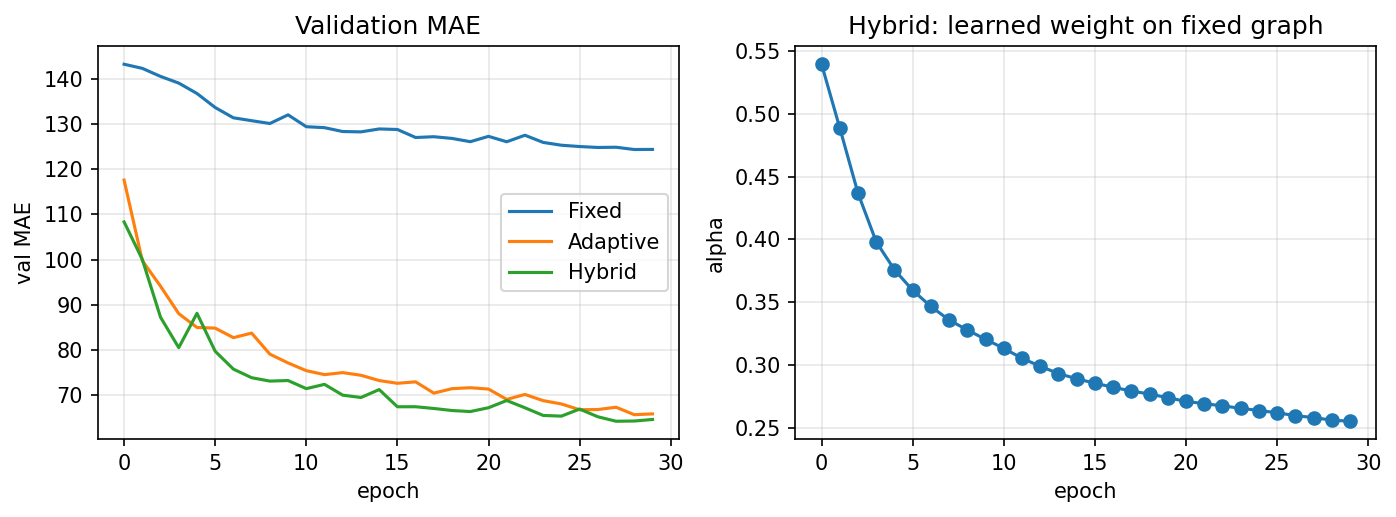 Validation MAE
val MAE
140
130
120
110
100
90
80
70
Fixed
Adaptive
Hybrid
0 5 10 15 20 25 30
epoch
Hybrid: learned weight on fixed graph
alpha
0.55
0.50
0.45
0.40
0.35
0.30
0.25
0 5 10 15 20 25 30
epoch